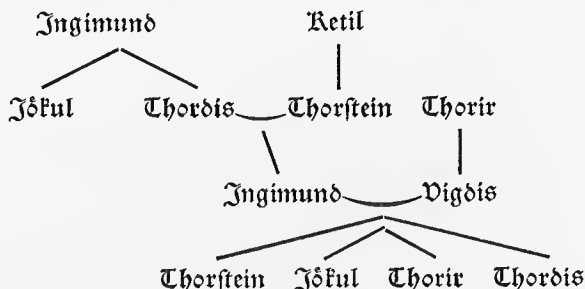 Ingimund Ketil
Jökul Thordis Thorstein Thorir
Ingimund Vigdis
Thorstein Jökul Thorir Thordis